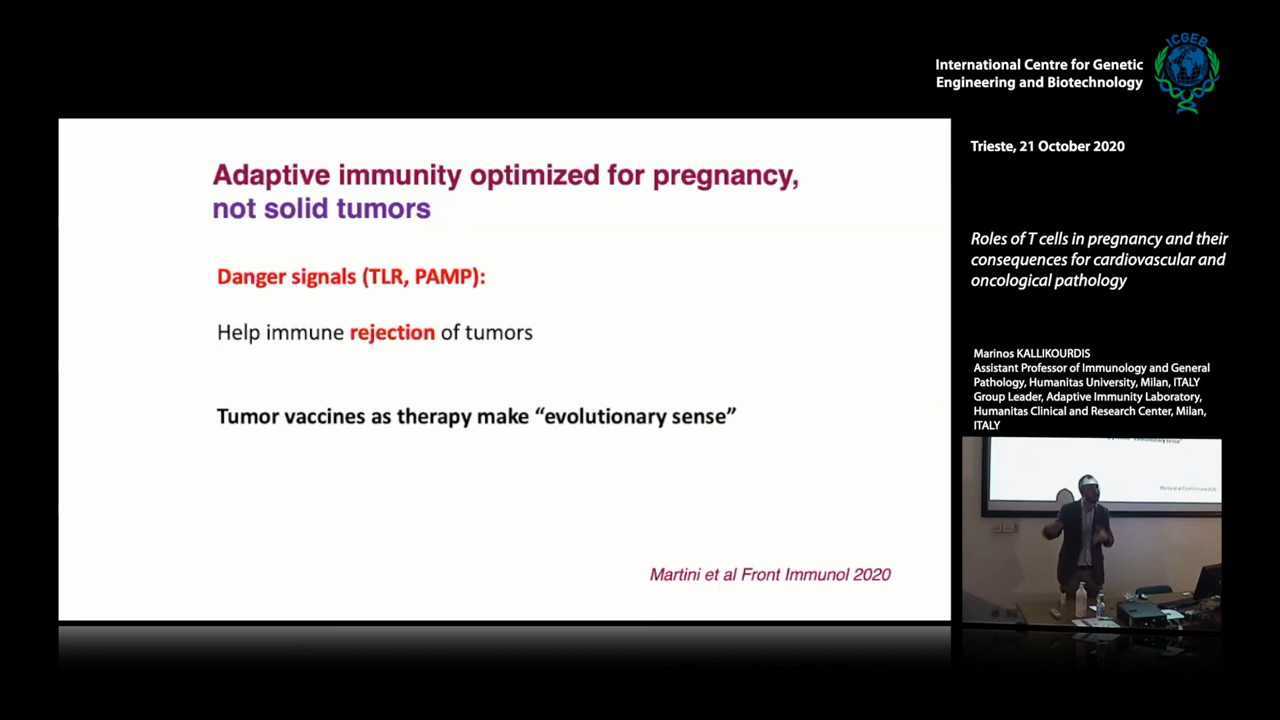 ICGEB
International Centre for Genetic
Engineering and Biotechnology
Trieste, 21 October 2020
Adaptive immunity optimized for pregnancy,
not solid tumors
Danger signals (TLR, PAMP):
Help immune rejection of tumors
Tumor vaccines as therapy make “evolutionary sense”
Martini et al Front Immunol 2020
Roles of T cells in pregnancy and their
consequences for cardiovascular and
oncological pathology
Marinos KALLIKOURDIS
Assistant Professor of Immunology and General
Pathology, Humanitas University, Milan, ITALY
Group Leader, Adaptive Immunity Laboratory,
Humanitas Clinical and Research Center, Milan,
ITALY